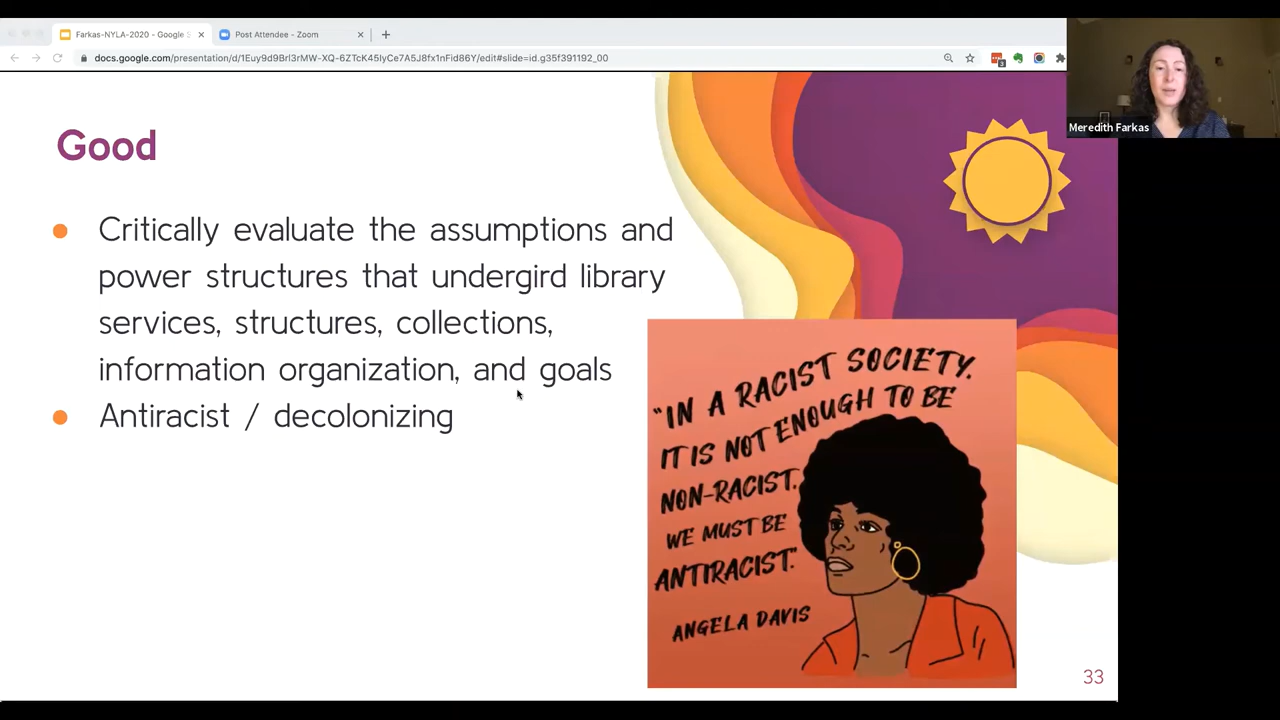 Farkas-NYLA-2020 - Google S
Post Attendee - Zoom
docs.google.com/presentation/d/1Euy9d9Brl3rMW-XQ-6ZTcK45IyCe7A5J8fx1nFid86Y/edit#slide=id.g35f391192_00
3
Meredith Farkas
Good
Critically evaluate the assumptions and
power structures that undergird library
services, structures, collections,
information organization, and goals
Antiracist / decolonizing
"IN A RACIST SOCIETY,
IT IS NOT ENOUGH TO BE
NON-RACIST.
WE MUST BE
ANTIRACIST."
ANGELA DAVIS
33